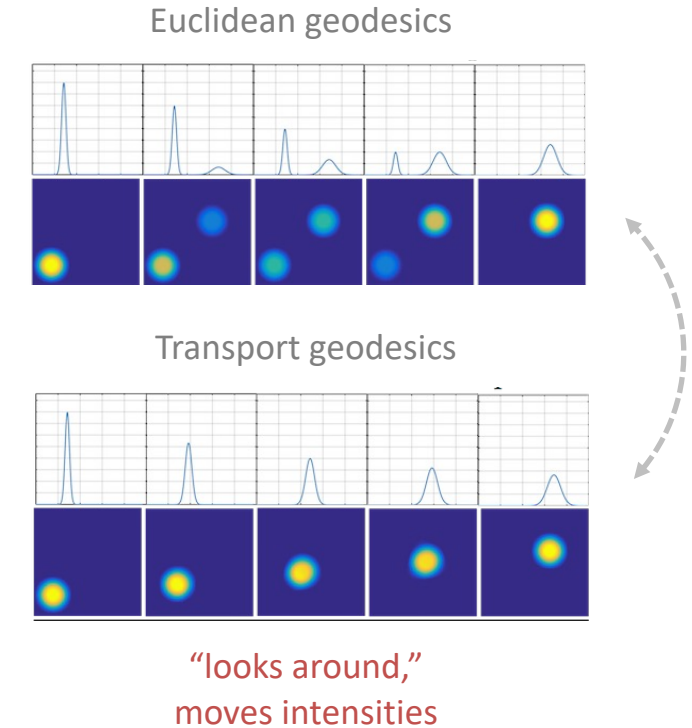 Euclidean geodesics
Transport geodesics
“looks around,”
moves intensities